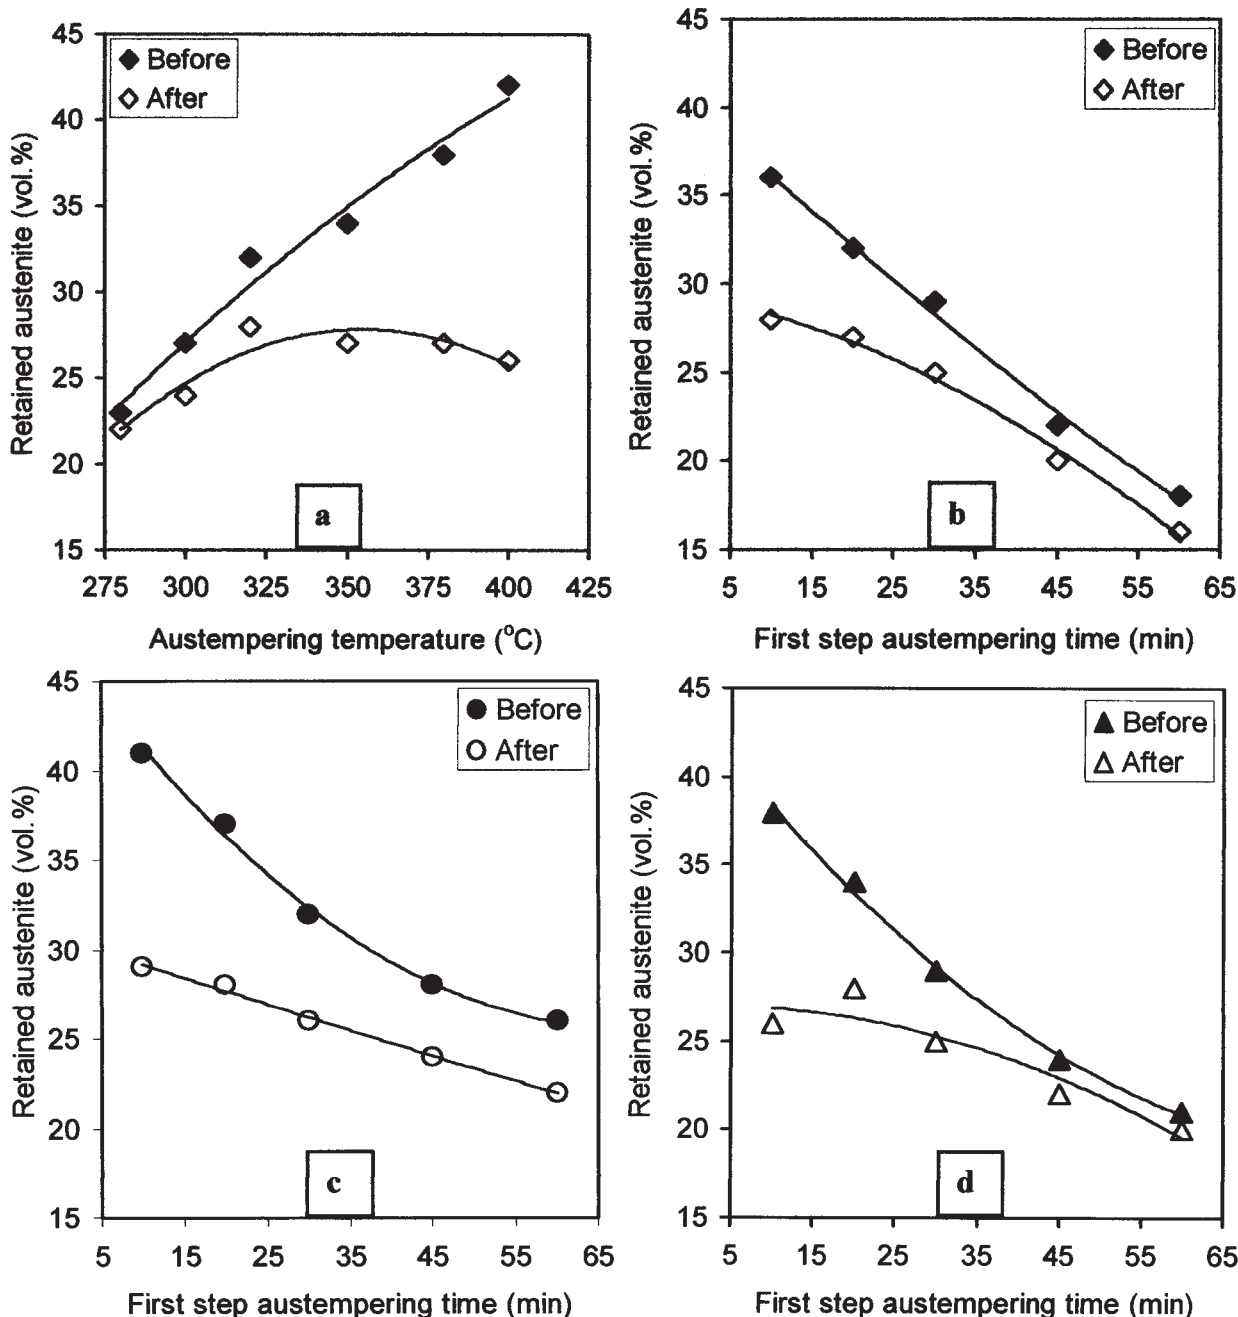 Retained austenite (vol.%)
45
40
35
30
25
20
15
Before
After
a
275 300 325 350 375 400 425
Austempering temperature (°C)
Retained austenite (vol.%)
45
40
35
30
25
20
15
Before
After
b
5 15 25 35 45 55 65
First step austempering time (min)
Retained austenite (vol.%)
45
40
35
30
25
20
15
Before
After
c
5 15 25 35 45 55 65
First step austempering time (min)
Retained austenite (vol.%)
45
40
35
30
25
20
15
Before
After
d
5 15 25 35 45 55 65
First step austempering time (min)